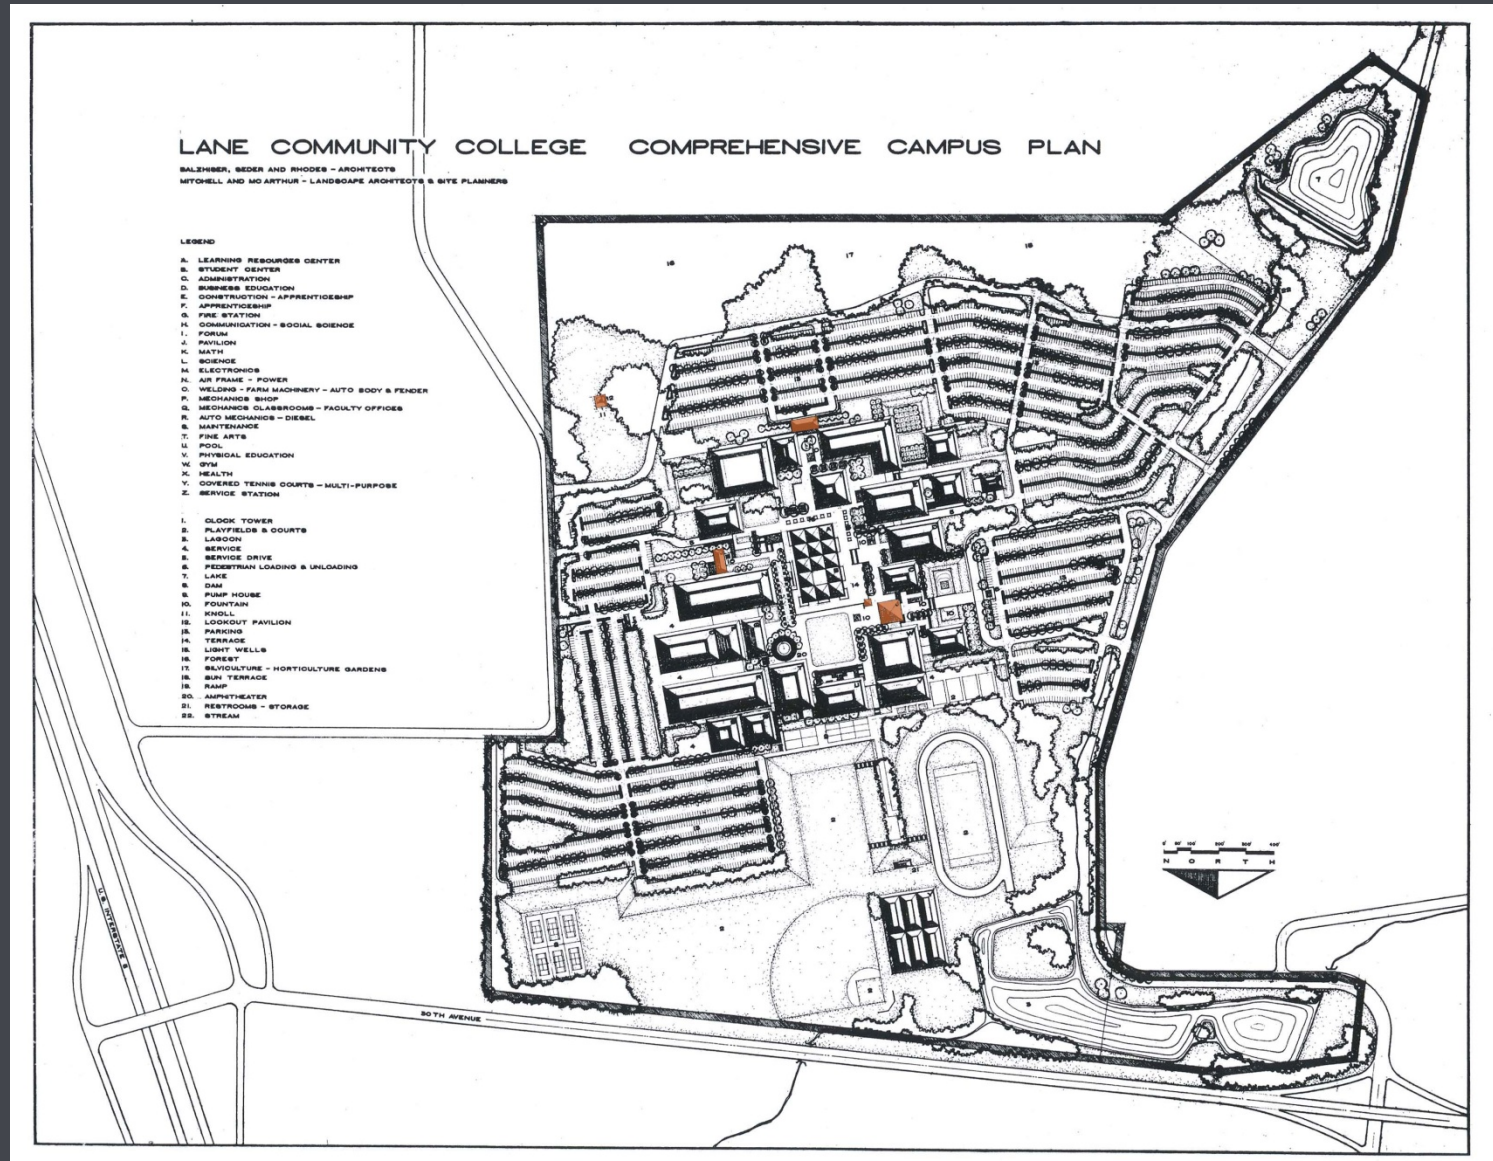 LANE COMMUNITY COLLEGE COMPREHENSIVE CAMPUS PLAN
BALZHISER, SEDER AND RHODES - ARCHITECTS
MITCHELL AND MC ARTHUR - LANDSCAPE ARCHITECTS & SITE PLANNERS
LEGEND
A. LEARNING RESOURCES CENTER
B. STUDENT CENTER
C. ADMINISTRATION
D. BUSINESS EDUCATION
E. CONSTRUCTION - APPRENTICESHIP
F. APPRENTICESHIP
G. FIRE STATION
H. COMMUNICATION - SOCIAL SCIENCE
I. FORUM
J. PAVILION
K. MATH
L. SCIENCE
M. ELECTRONICS
N. AIR FRAME - POWER
O. WELDING - FARM MACHINERY - AUTO BODY & FENDER
P. MECHANICS SHOP
Q. MECHANICS CLASSROOMS - FACULTY OFFICES
R. AUTO MECHANICS - DIESEL
S. MAINTENANCE
T. FINE ARTS
U. POOL
V. PHYSICAL EDUCATION
W. GYM
X. HEALTH
Y. COVERED TENNIS COURTS - MULTI-PURPOSE
Z. SERVICE STATION
1. CLOCK TOWER
2. PLAYFIELDS & COURTS
3. LAGOON
4. SERVICE
5. SERVICE DRIVE
6. PEDESTRIAN LOADING & UNLOADING
7. LAKE
8. DAM
9. PUMP HOUSE
10. FOUNTAIN
11. KNOLL
12. LOOKOUT PAVILION
13. PARKING
14. TERRACE
15. LIGHT WELLS
16. FOREST
17. SILVICULTURE - HORTICULTURE GARDENS
18. SUN TERRACE
19. RAMP
20. AMPHITHEATER
21. RESTROOMS - STORAGE
22. STREAM
NORTH
U.S. INTERSTATE 5
30TH AVENUE